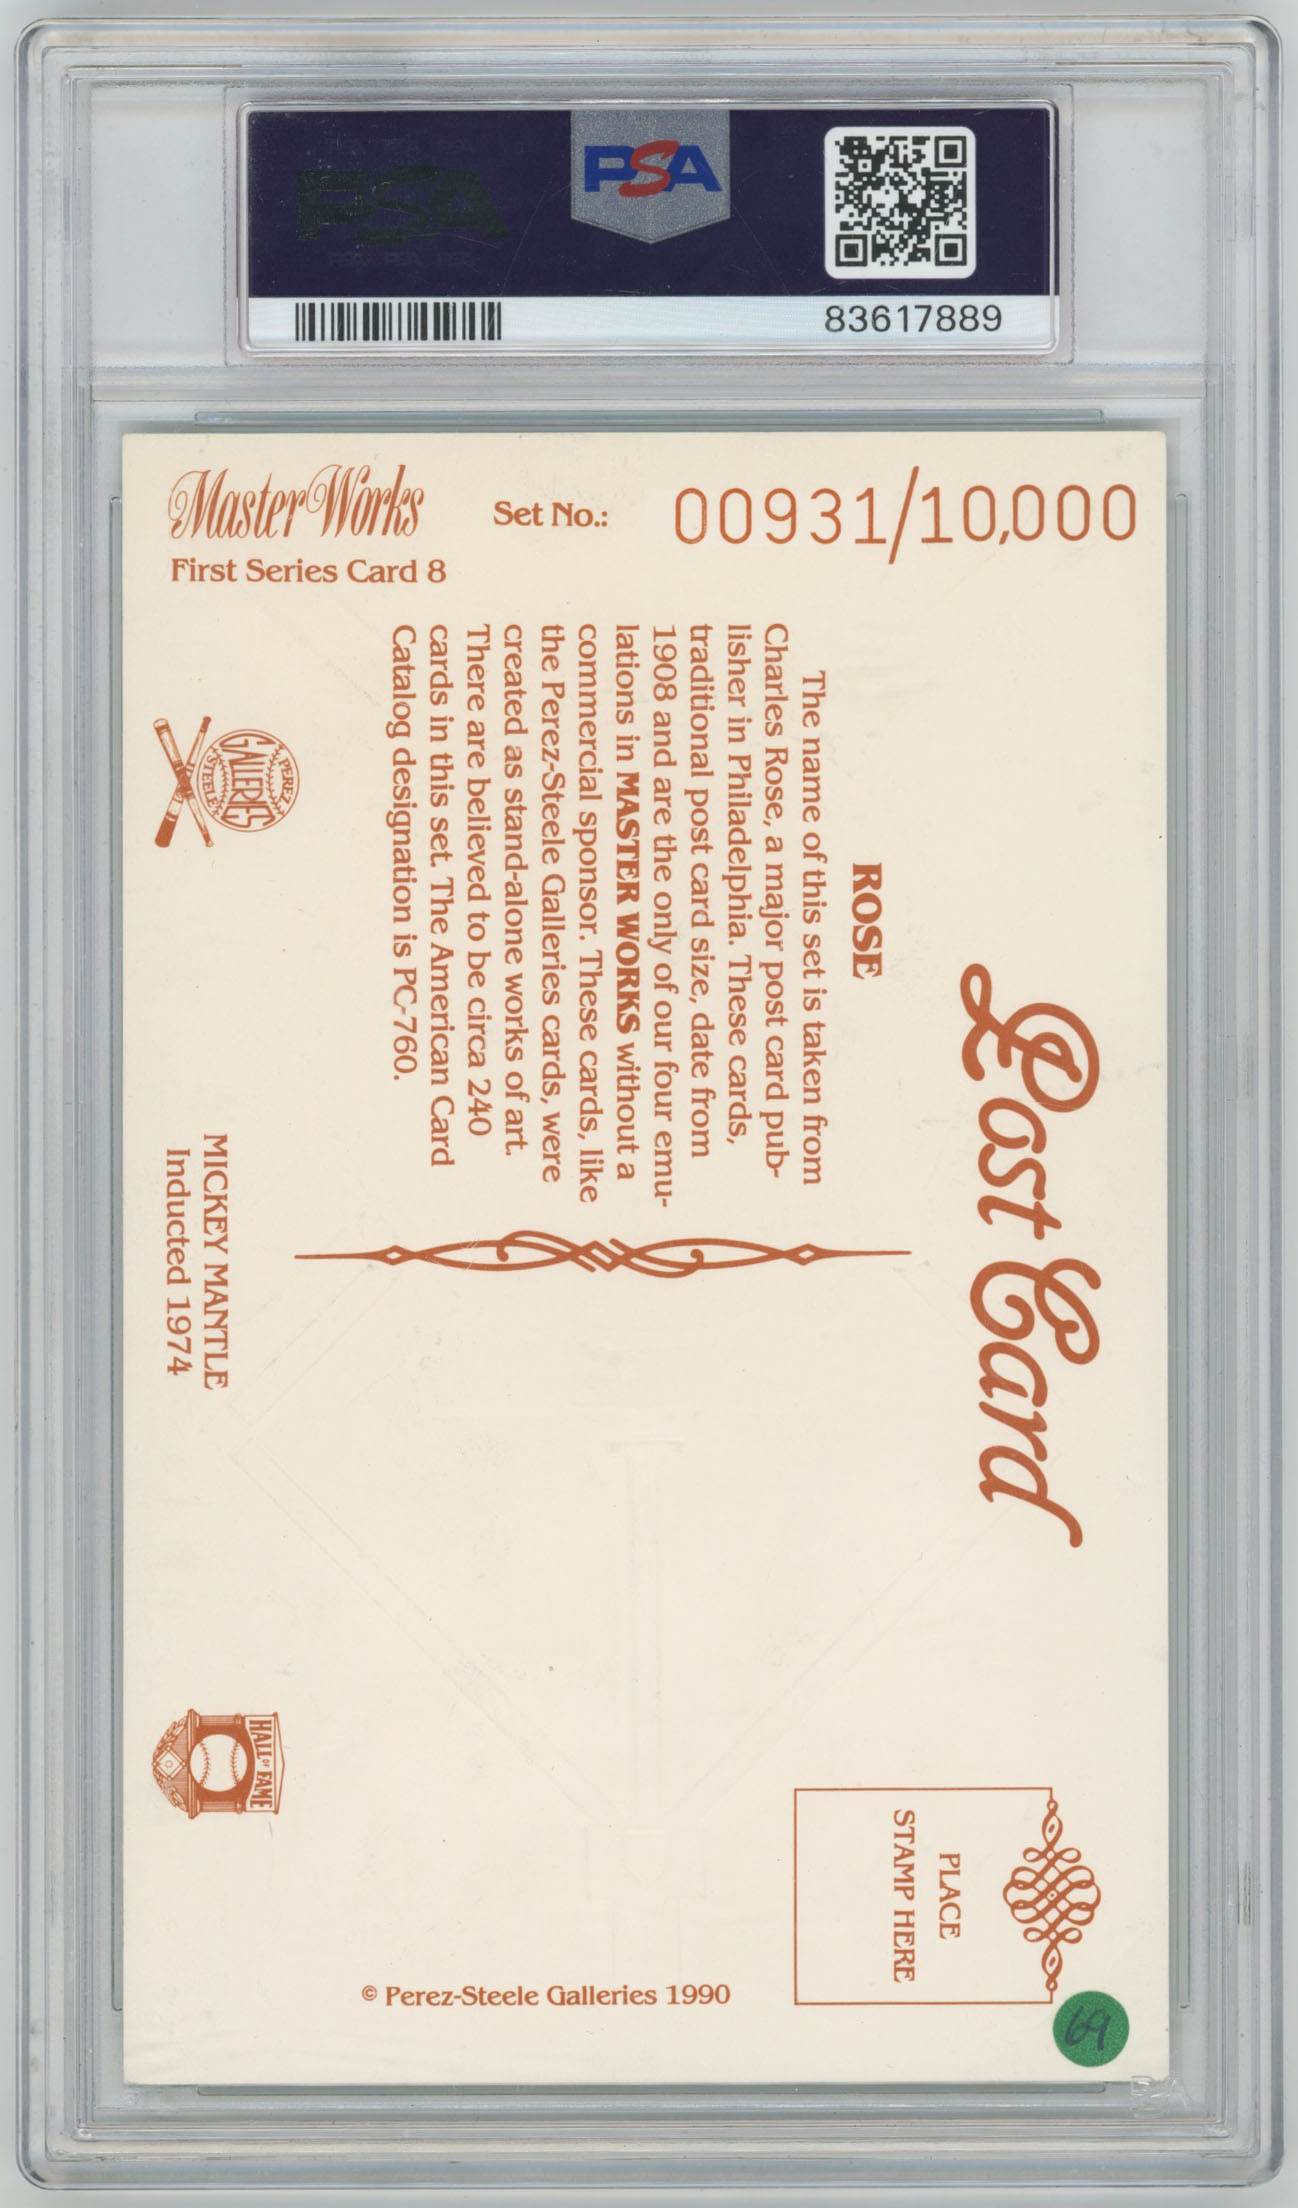 PSA
PSA
83617889
Master Works
First Series Card 8
Set No.:
00931/10,000
Post Card
ROSE
The name of this set is taken from
Charles Rose, a major post card pub-
lisher in Philadelphia. These cards,
traditional post card size, date from
1908 and are the only of our four emu-
lations in MASTER WORKS without a
commercial sponsor. These cards, like
the Perez-Steele Galleries cards, were
created as stand-alone works of art.
There are believed to be circa 240
cards in this set. The American Card
Catalog designation is PC-760.
PEREZ
GALLERIES
STEELE
MICKEY MANTLE
Inducted 1974
HALL OF FAME
PLACE
STAMP HERE
© Perez-Steele Galleries 1990
69
PSA